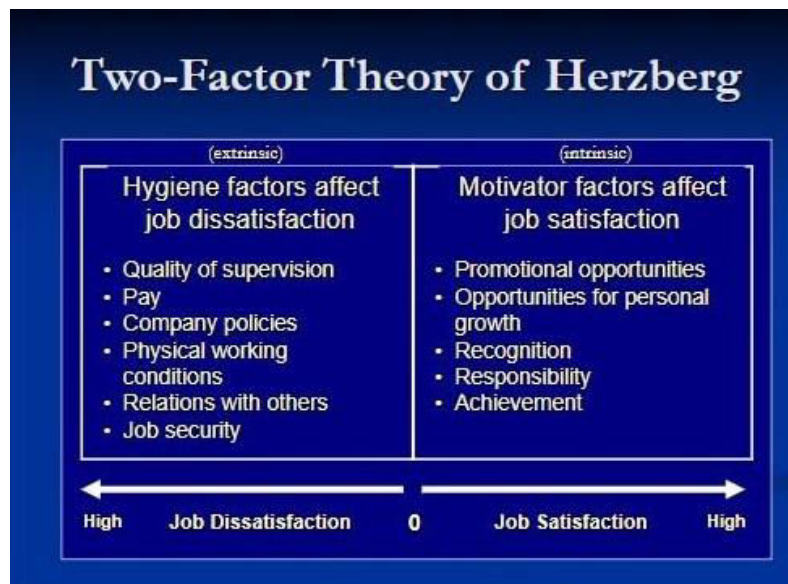 Two-Factor Theory of Herzberg
(extrinsic)
Hygiene factors affect
job dissatisfaction
• Quality of supervision
• Pay
• Company policies
• Physical working
conditions
• Relations with others
• Job security
(intrinsic)
Motivator factors affect
job satisfaction
• Promotional opportunities
• Opportunities for personal
growth
• Recognition
• Responsibility
• Achievement
High Job Dissatisfaction 0 Job Satisfaction High